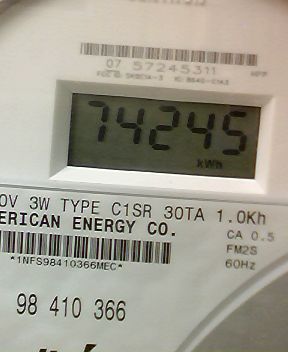 07 57245311
74245
kWh
0V 3W TYPE C1SR 30TA 1.0Kh
ERICAN ENERGY CO.
CA 0.5
FM2S
60Hz
*1NFS98410366MEC*
98 410 366